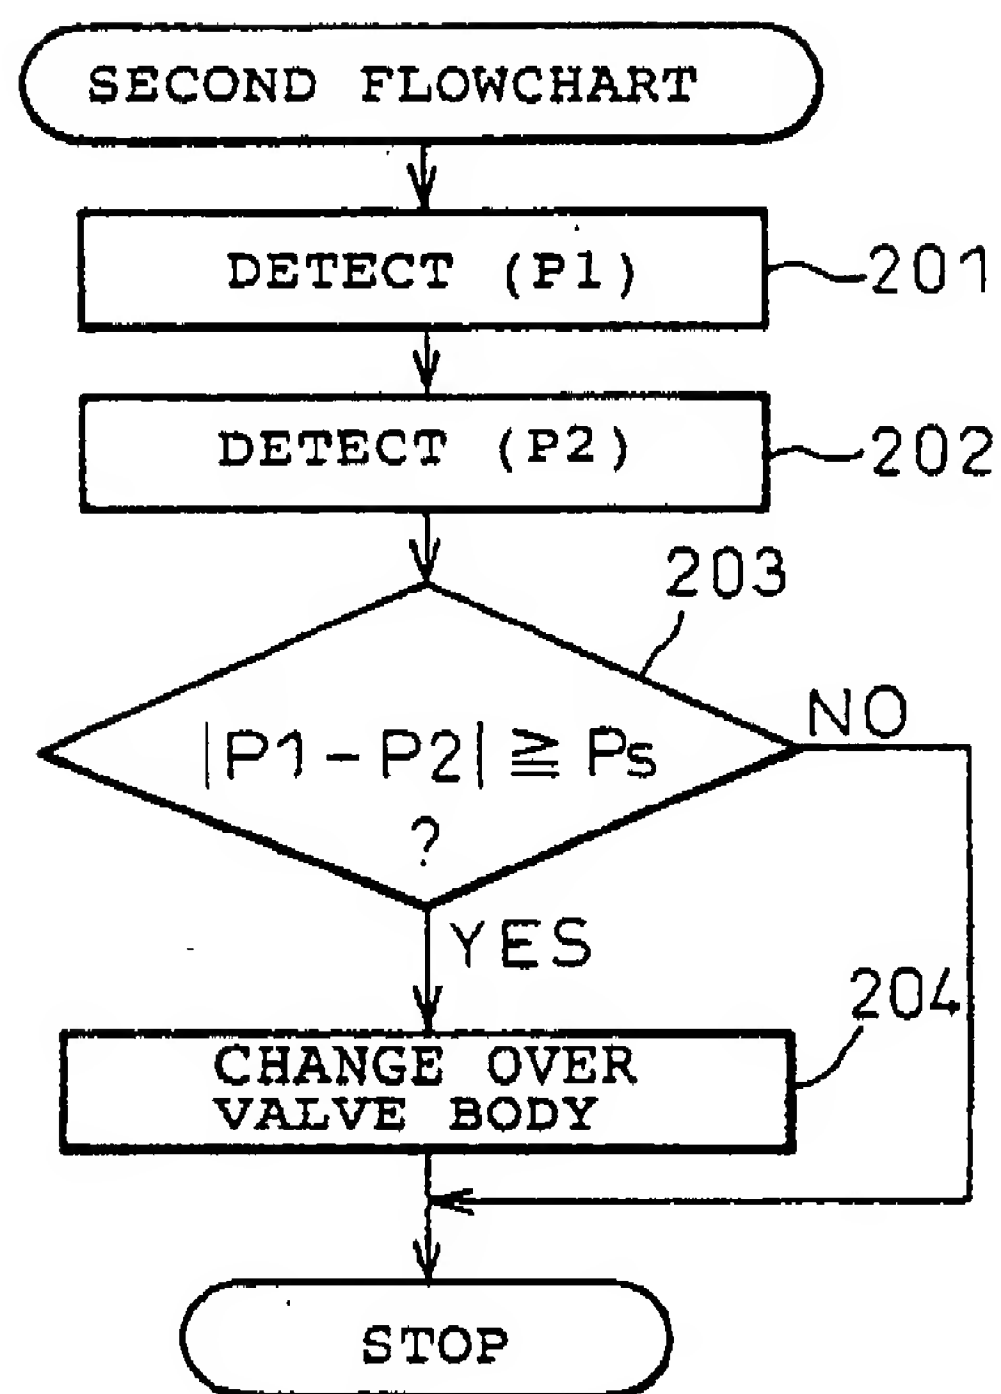 SECOND FLOWCHART
DETECT (P1)
201
DETECT (P2)
202
203
|P1-P2| ≧ Ps
?
NO
YES
204
CHANGE OVER
VALVE BODY
STOP